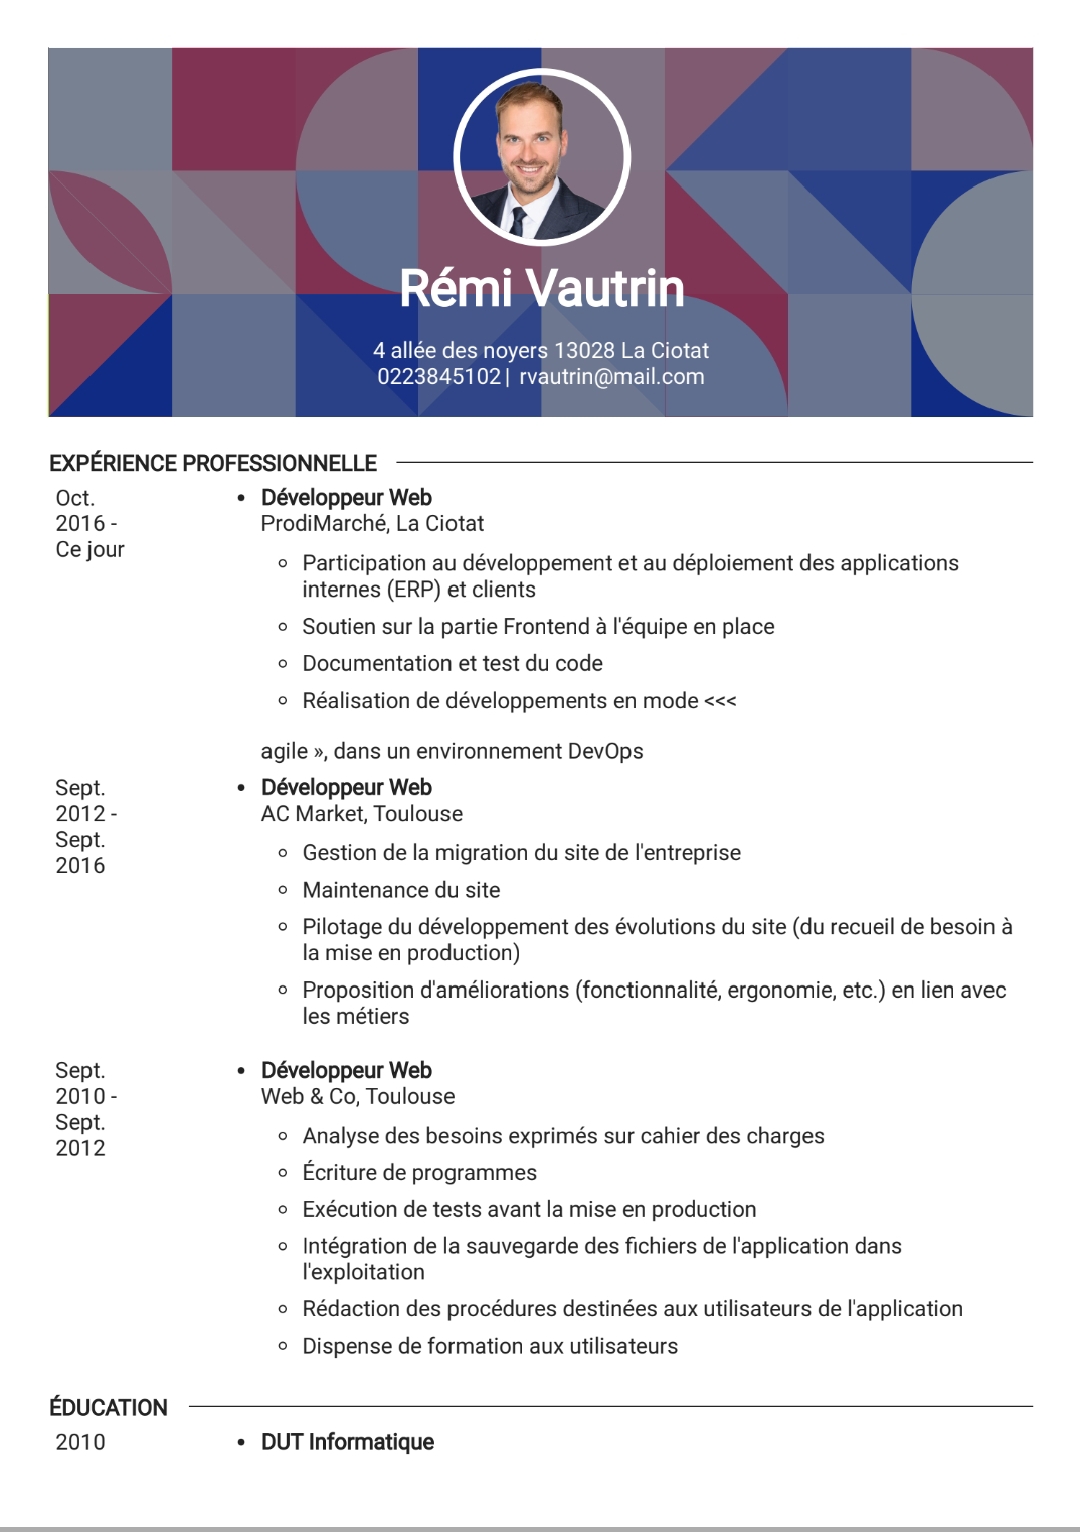 Rémi Vautrin
4 allée des noyers 13028 La Ciotat
0223845102 | rvautrin@mail.com
EXPÉRIENCE PROFESSIONNELLE
Oct.
2016 -
Ce jour
• Développeur Web
ProdiMarché, La Ciotat
◦ Participation au développement et au déploiement des applications
internes (ERP) et clients
◦ Soutien sur la partie Frontend à l'équipe en place
◦ Documentation et test du code
◦ Réalisation de développements en mode <<<
agile », dans un environnement DevOps
Sept.
2012 -
Sept.
2016
• Développeur Web
AC Market, Toulouse
◦ Gestion de la migration du site de l'entreprise
◦ Maintenance du site
◦ Pilotage du développement des évolutions du site (du recueil de besoin à
la mise en production)
◦ Proposition d'améliorations (fonctionnalité, ergonomie, etc.) en lien avec
les métiers
Sept.
2010 -
Sept.
2012
• Développeur Web
Web & Co, Toulouse
◦ Analyse des besoins exprimés sur cahier des charges
◦ Écriture de programmes
◦ Exécution de tests avant la mise en production
◦ Intégration de la sauvegarde des fichiers de l'application dans
l'exploitation
◦ Rédaction des procédures destinées aux utilisateurs de l'application
◦ Dispense de formation aux utilisateurs
ÉDUCATION
2010
• DUT Informatique